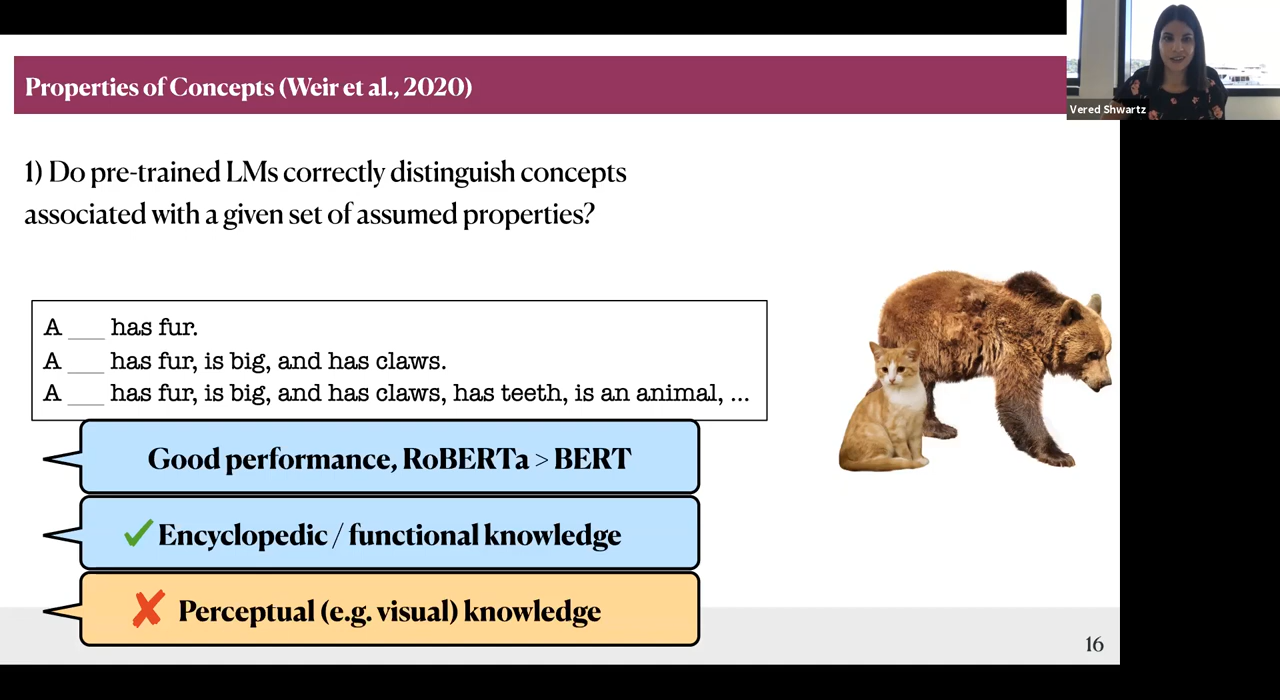 Properties of Concepts (Weir et al., 2020)
Vered Shwartz
1) Do pre-trained LMs correctly distinguish concepts
associated with a given set of assumed properties?
A ___ has fur.
A ___ has fur, is big, and has claws.
A ___ has fur, is big, and has claws, has teeth, is an animal, ...
Good performance, RoBERTa > BERT
Encyclopedic / functional knowledge
Perceptual (e.g. visual) knowledge
16